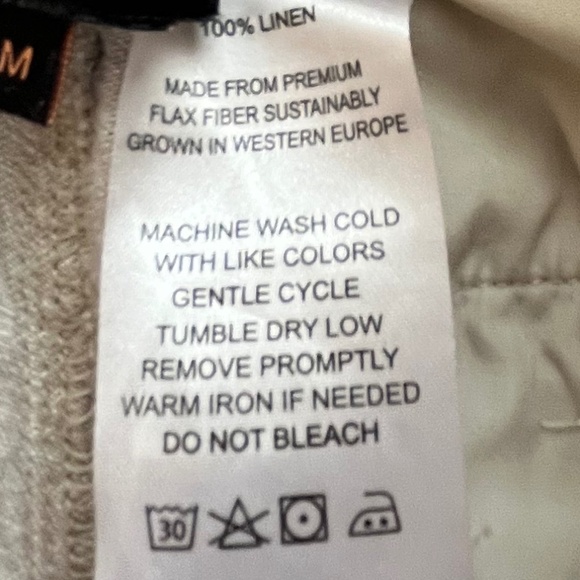 100% LINEN
M
MADE FROM PREMIUM
FLAX FIBER SUSTAINABLY
GROWN IN WESTERN EUROPE
MACHINE WASH COLD
WITH LIKE COLORS
GENTLE CYCLE
TUMBLE DRY LOW
REMOVE PROMPTLY
WARM IRON IF NEEDED
DO NOT BLEACH
30